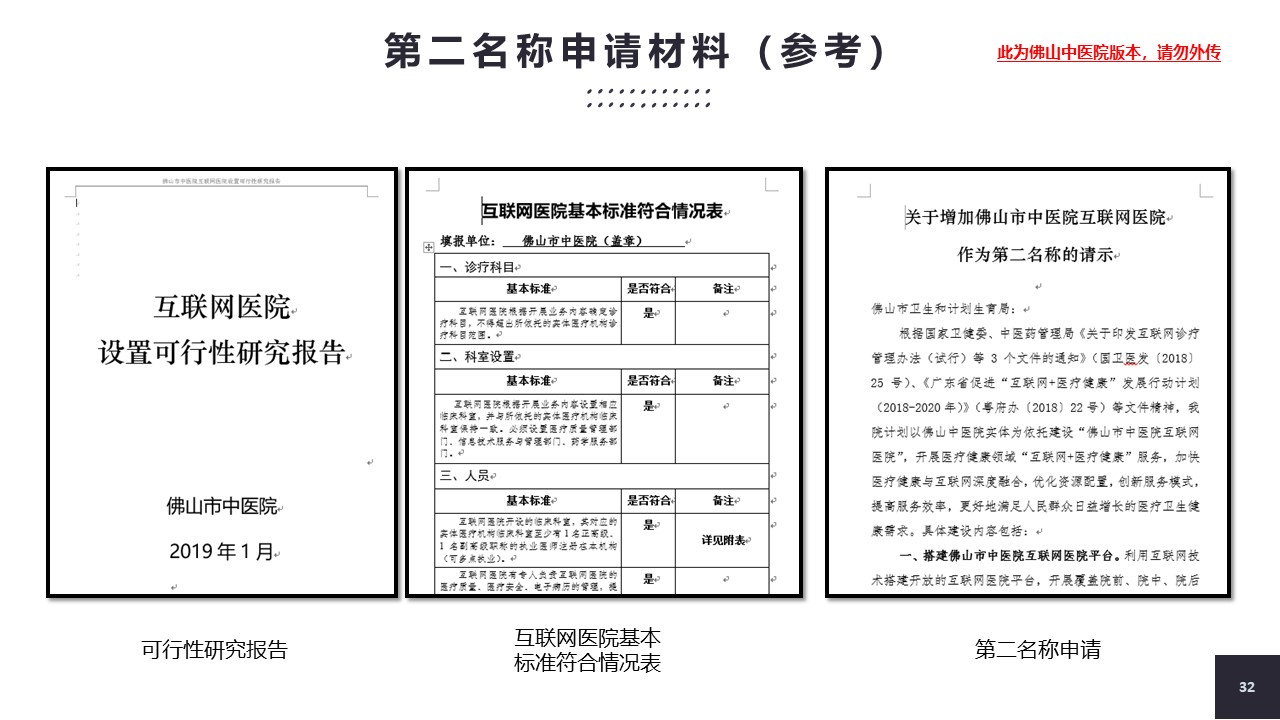 第二名称申请材料（参考）
此为佛山中医院版本，请勿外传
佛山市中医院互联网医院设置可行性研究报告
互联网医院
设置可行性研究报告
佛山市中医院
2019 年 1 月
可行性研究报告
互联网医院基本标准符合情况表
填报单位： 佛山市中医院（盖章）
一、诊疗科目
基本标准 是否符合 备注
互联网医院根据开展业务内容确定诊
疗科目，不得超出所依托的实体医疗机构诊
疗科目范围。
是
二、科室设置
基本标准 是否符合 备注
互联网医院根据开展业务内容设置相应
临床科室，并与所依托的实体医疗机构临床
科室保持一致。必须设置医疗质量管理部
门、信息技术服务与管理部门、药学服务部
门。
是
三、人员
基本标准 是否符合 备注
互联网医院开设的临床科室，其对应的
实体医疗机构临床科室至少有 1 名正高级、
1 名副高级职称的执业医师注册在本机构
（可多点执业）。
是
详见附表
互联网医院有专人负责互联网医院的
医疗质量、医疗安全、电子病历的管理，提
是
互联网医院基本
标准符合情况表
关于增加佛山市中医院互联网医院
作为第二名称的请示
佛山市卫生和计划生育局：
根据国家卫健委、中医药管理局《关于印发互联网诊疗
管理办法（试行）等 3 个文件的通知》（国卫医发〔2018〕
25 号）、《广东省促进“互联网+医疗健康”发展行动计划
（2018-2020 年）》（粤府办〔2018〕22 号）等文件精神，我
院计划以佛山中医院实体为依托建设“佛山市中医院互联网
医院”，开展医疗健康领域“互联网+医疗健康”服务，加快
医疗健康与互联网深度融合，优化资源配置，创新服务模式，
提高服务效率，更好地满足人民群众日益增长的医疗卫生健
康需求。具体建设内容包括：
一、搭建佛山市中医院互联网医院平台。利用互联网技
术搭建开放的互联网医院平台，开展覆盖院前、院中、院后
第二名称申请
32